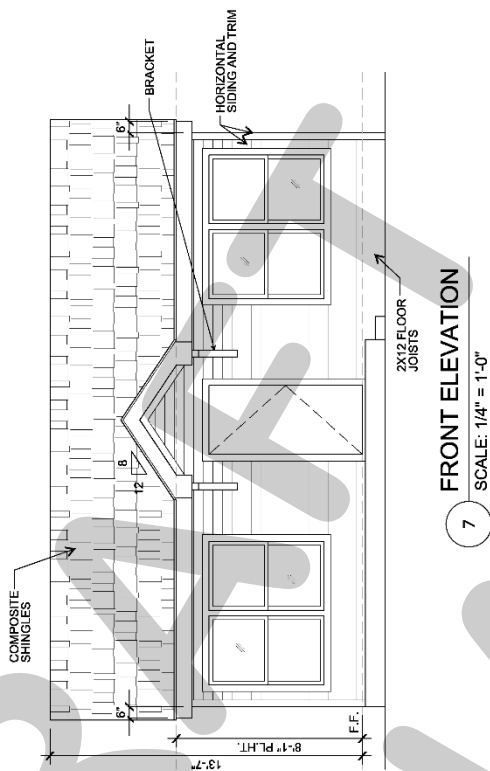 COMPOSITE
SHINGLES
6"
6"
8
12
BRACKET
HORIZONTAL
SIDING AND TRIM
13'-7"
8'-1" PL.HT.
F.F.
2X12 FLOOR
JOISTS
7
FRONT ELEVATION
SCALE: 1/4" = 1'-0"